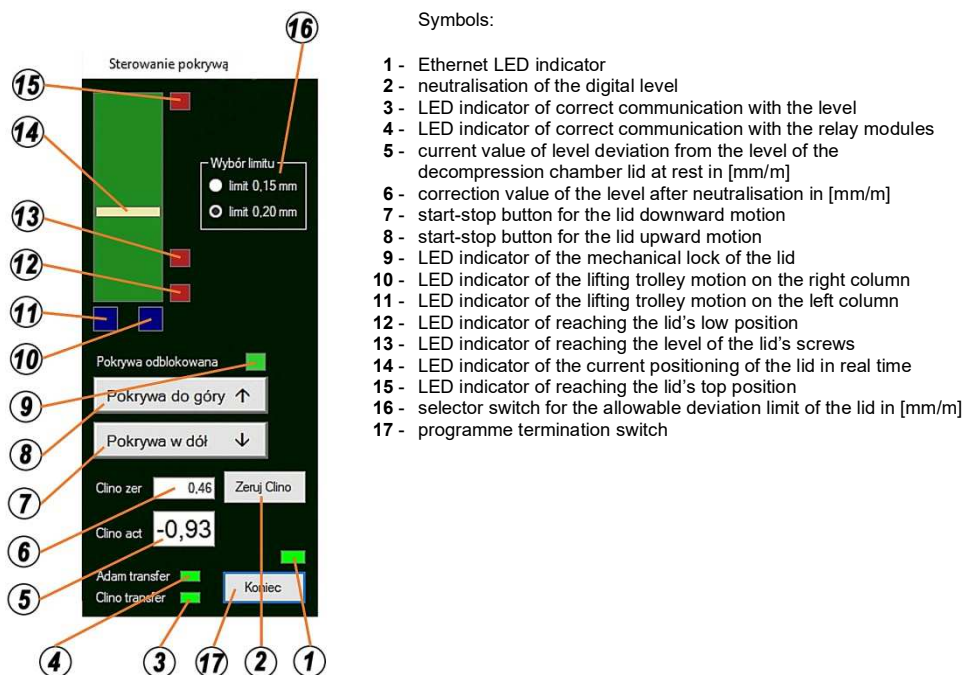 16
Symbols:
Sterowanie pokrywą
1 - Ethernet LED indicator
2 - neutralisation of the digital level
3 - LED indicator of correct communication with the level
4 - LED indicator of correct communication with the relay modules
5 - current value of level deviation from the level of the
decompression chamber lid at rest in [mm/m]
6 - correction value of the level after neutralisation in [mm/m]
7 - start-stop button for the lid downward motion
8 - start-stop button for the lid upward motion
9 - LED indicator of the mechanical lock of the lid
10 - LED indicator of the lifting trolley motion on the right column
11 - LED indicator of the lifting trolley motion on the left column
12 - LED indicator of reaching the lid's low position
13 - LED indicator of reaching the level of the lid's screws
14 - LED indicator of the current positioning of the lid in real time
15 - LED indicator of reaching the lid's top position
16 - selector switch for the allowable deviation limit of the lid in [mm/m]
17 - programme termination switch
15
14
Wybór limitu
limit 0,15 mm
limit 0,20 mm
13
12
11
10
Pokrywa odblokowana
9
Pokrywa do góry ↑
8
Pokrywa w dół ↓
7
Clino zer 0,46 Zeruj Clino
6
Clino act -0,93
5
Adam transfer
Koniec
Clino transfer
4 3 17 2 1